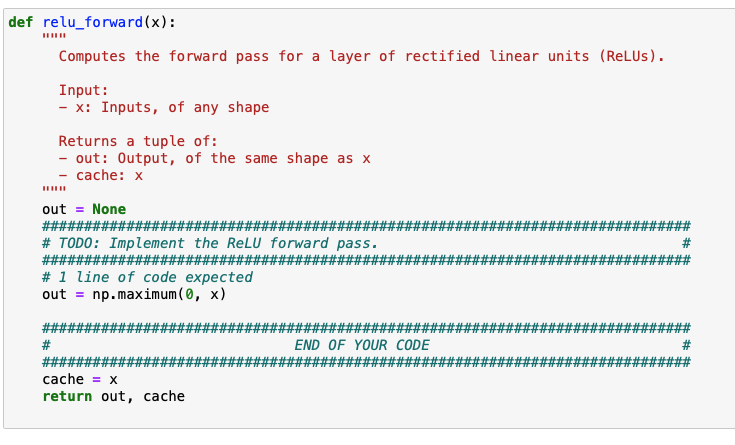 def relu_forward(x):
    """
      Computes the forward pass for a layer of rectified linear units (ReLUs).

      Input:
      - x: Inputs, of any shape

      Returns a tuple of:
      - out: Output, of the same shape as x
      - cache: x
    """
    out = None
    #############################################################################
    # TODO: Implement the ReLU forward pass.                                    #
    #############################################################################
    # 1 line of code expected
    out = np.maximum(0, x)

    #############################################################################
    #                             END OF YOUR CODE                              #
    #############################################################################
    cache = x
    return out, cache